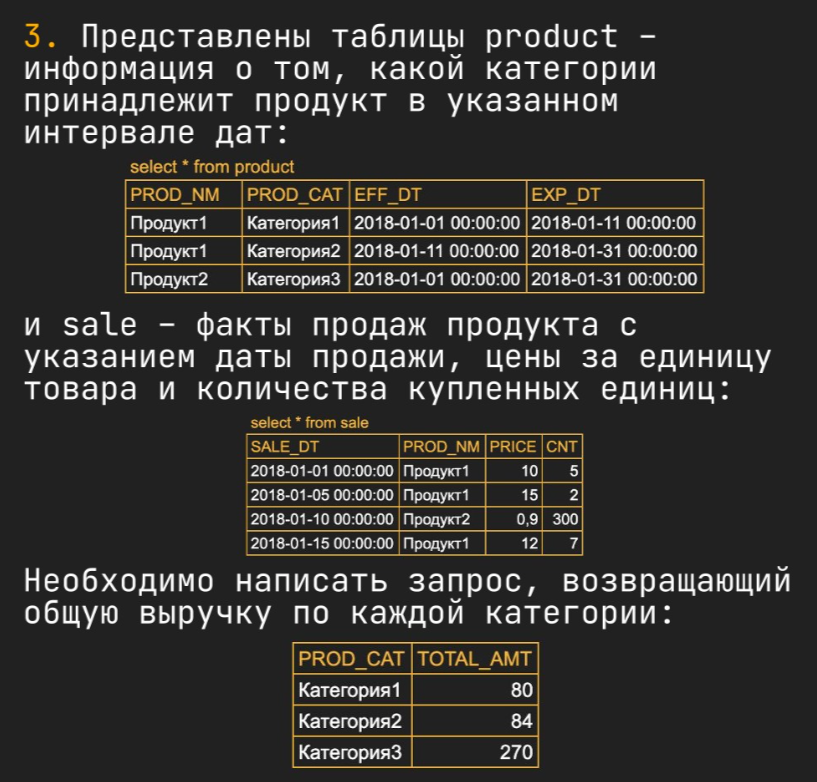 3. Представлены таблицы product –
информация о том, какой категории
принадлежит продукт в указанном
интервале дат:
select * from product
PROD_NM PROD_CAT EFF_DT EXP_DT
Продукт1 Категория1 2018-01-01 00:00:00 2018-01-11 00:00:00
Продукт1 Категория2 2018-01-11 00:00:00 2018-01-31 00:00:00
Продукт2 Категория3 2018-01-01 00:00:00 2018-01-31 00:00:00
и sale – факты продаж продукта с
указанием даты продажи, цены за единицу
товара и количества купленных единиц:
select * from sale
SALE_DT PROD_NM PRICE CNT
2018-01-01 00:00:00 Продукт1 10 5
2018-01-05 00:00:00 Продукт1 15 2
2018-01-10 00:00:00 Продукт2 0,9 300
2018-01-15 00:00:00 Продукт1 12 7
Необходимо написать запрос, возвращающий
общую выручку по каждой категории:
PROD_CAT TOTAL_AMT
Категория1 80
Категория2 84
Категория3 270